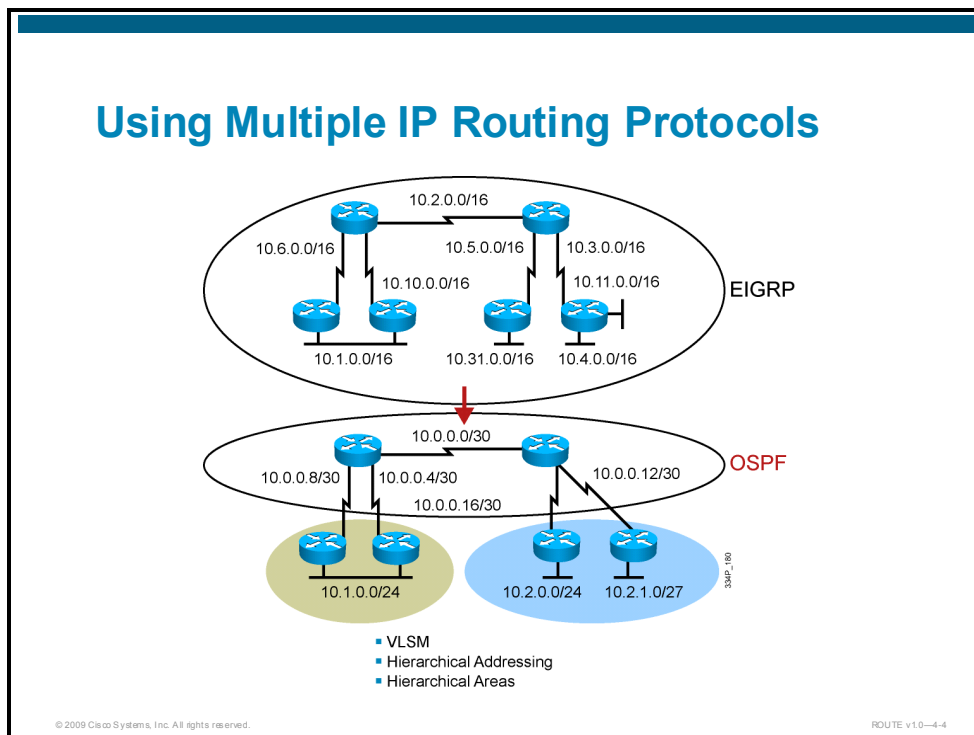 Using Multiple IP Routing Protocols
10.2.0.0/16
10.6.0.0/16
10.5.0.0/16
10.3.0.0/16
10.10.0.0/16
10.11.0.0/16
EIGRP
10.1.0.0/16
10.31.0.0/16
10.4.0.0/16
10.0.0.0/30
OSPF
10.0.0.8/30
10.0.0.4/30
10.0.0.12/30
10.0.0.16/30
10.1.0.0/24
10.2.0.0/24
10.2.1.0/27
334P_180
▪ VLSM
▪ Hierarchical Addressing
▪ Hierarchical Areas
© 2009 Cisco Systems, Inc. All rights reserved.
ROUTE v1.0—4-4